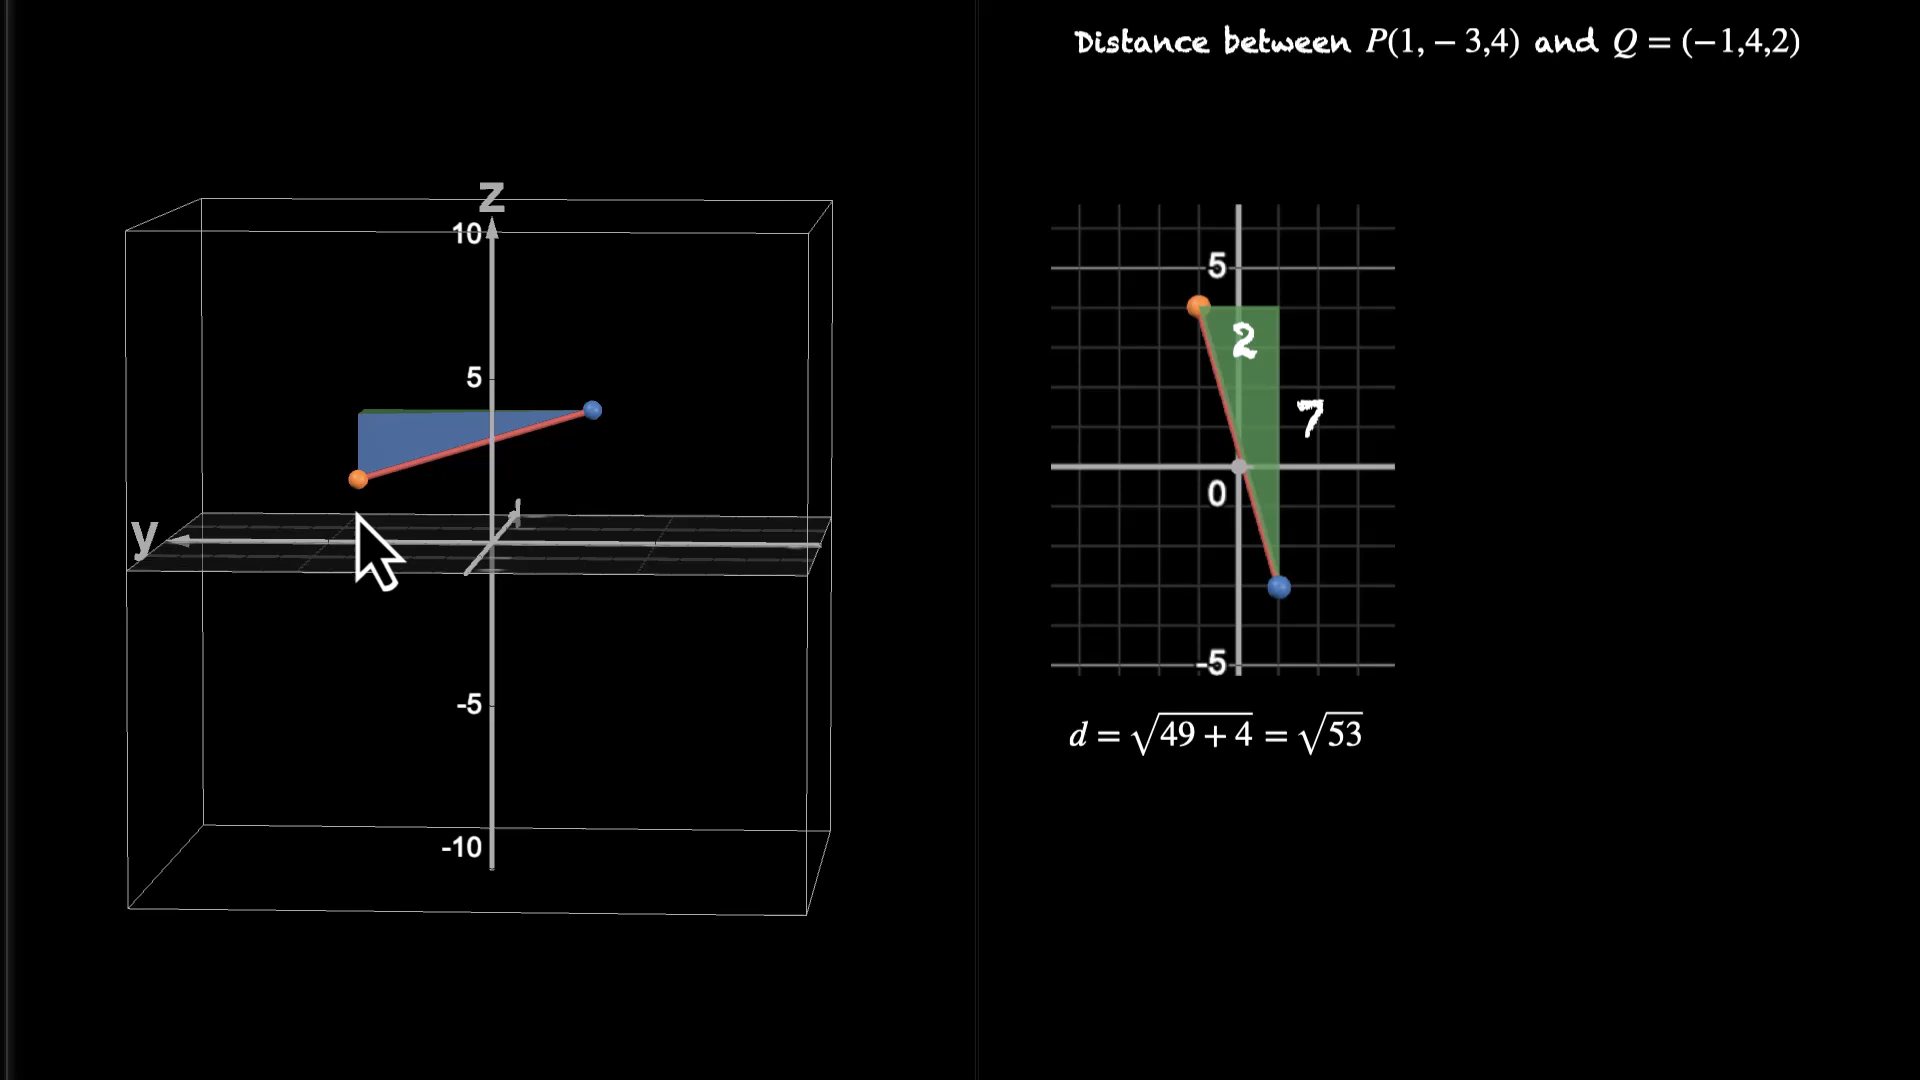 Distance between P(1, − 3,4) and Q = (−1,4,2)
z
10
5
y
-5
-10
5
2
7
0
-5
d = √49 + 4 = √53